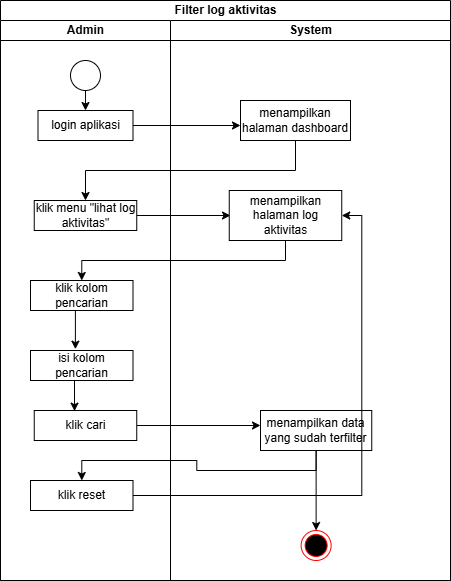 Filter log aktivitas
Admin
System
login aplikasi
menampilkan
halaman dashboard
klik menu "lihat log
aktivitas"
menampilkan
halaman log
aktivitas
klik kolom
pencarian
isi kolom
pencarian
klik cari
menampilkan data
yang sudah terfilter
klik reset